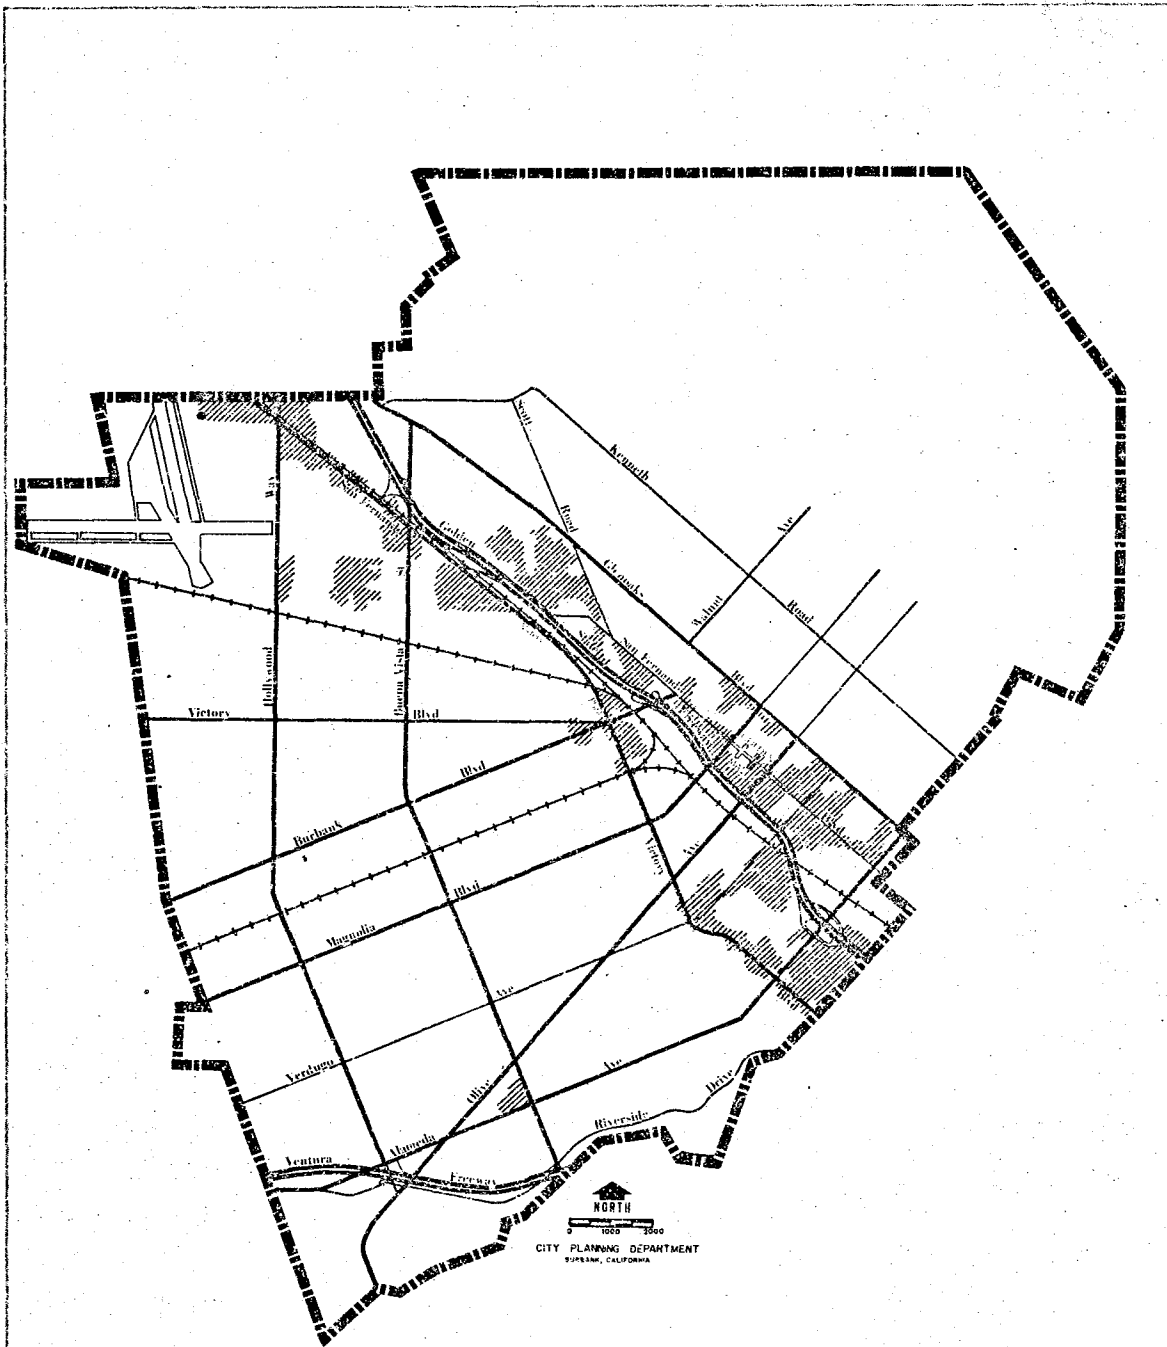 Scott
Road
Kenneth
Road
Way
Hollywood
San Fernando
Golden
Glenoaks
Blvd
Walnut
Ave
San Fernando
Buena Vista
Victory
Blvd
Blvd
Burbank
Blvd
Magnolia
Victory
Blvd
Ave
Olive
Ave
Verdugo
Ave
Alameda
Riverside
Drive
Ventura
Freeway
NORTH
0 1000 2000
CITY PLANNING DEPARTMENT
BURBANK, CALIFORNIA